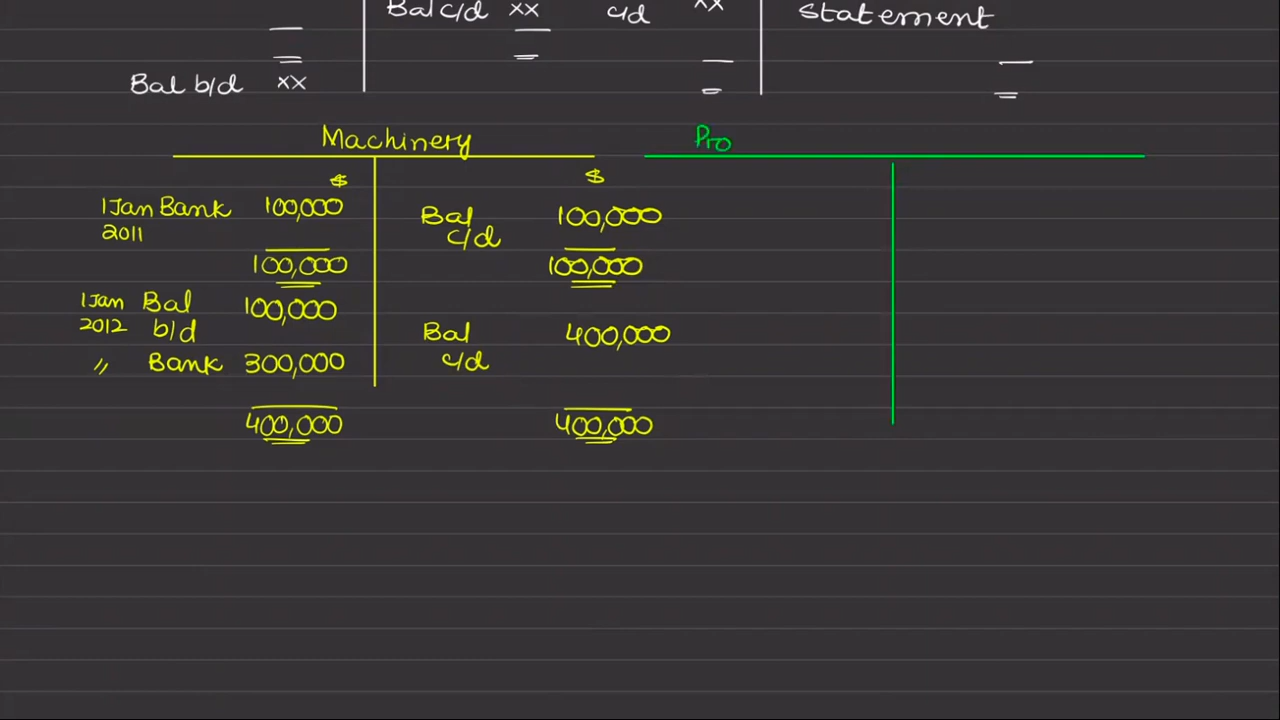 Bal c/d xx c/d xx statement
Bal b/d xx
Machinery Pro
$ $
1 Jan Bank 100,000 Bal 100,000
2011 c/d
100,000 100,000
1 Jan Bal 100,000
2012 b/d Bal 400,000
" Bank 300,000 c/d
400,000 400,000